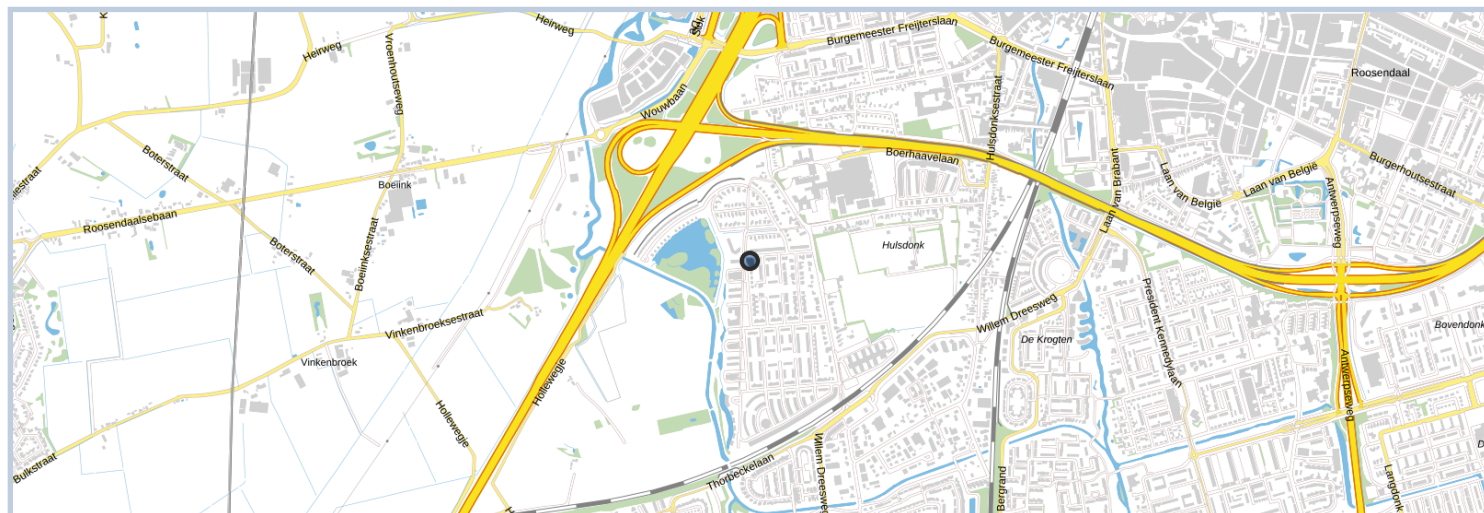 Heirweg
Burgemeester Freijterslaan
Heirweg
Vroenhoutseweg
Burgemeester Freijterslaan
Roosendaal
Wouwbaan
Hulsdonksestraat
Boterstraat
Boerhaavelaan
Laan van Brabant
Laan van België
Laan van België
Burgerhoutsestraat
Boeiink
Roosendaalsebaan
Boeiinksestraat
Boterstraat
Antwerpseweg
Hulsdonk
President Kennedylaan
Willem Dreesweg
De Krogten
Bovendonk
Vinkenbroeksestraat
Vinkenbroek
Hollewegje
Antwerpseweg
Hollewegje
Bulkstraat
Thorbeckelaan
Willem Dreesweg
Bergrand
Langdonk